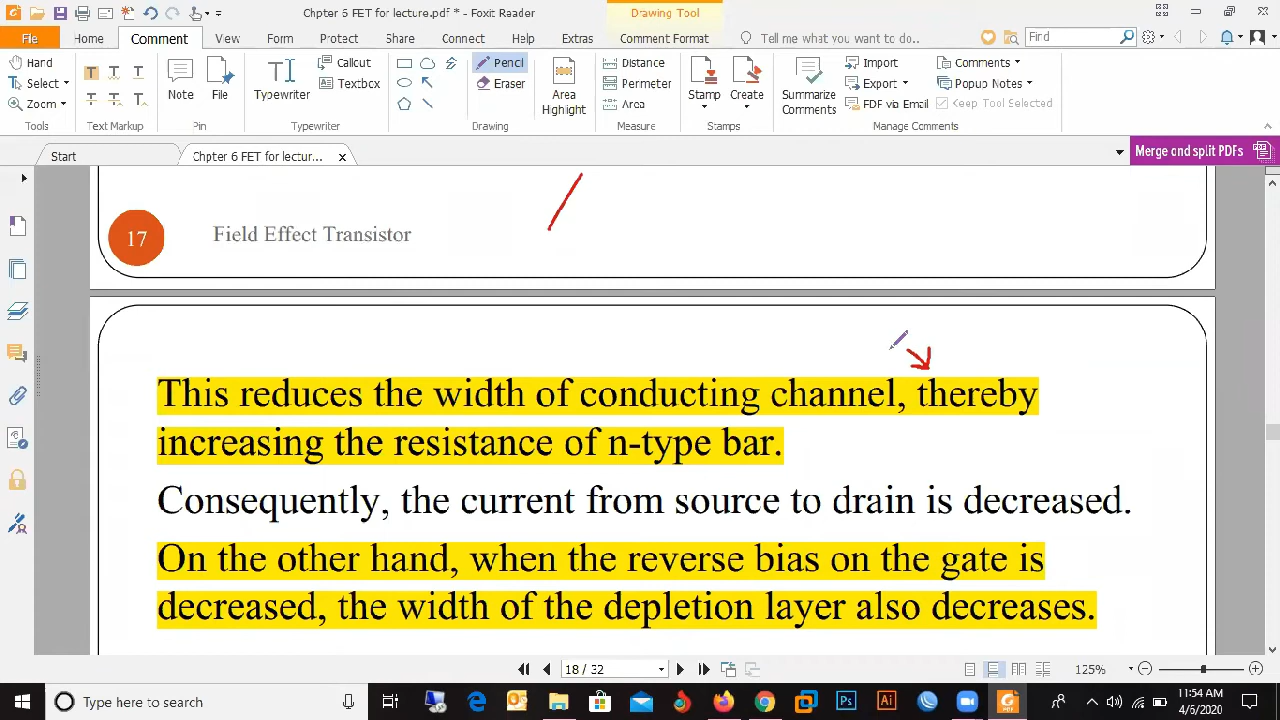 Chpter 6 FET for lecture.pdf * - Foxit Reader
Drawing Tool
File Home Comment View Form Protect Share Connect Help Extras Comment Format Tell me what you want to do.. Find
Hand
Select
Zoom
Tools
Text Markup
Note
File
Pin
Typewriter
Callout
Textbox
Typewriter
Pencil
Eraser
Drawing
Area
Highlight
Distance
Perimeter
Area
Measure
Stamp
Create
Stamps
Summarize
Comments
Import
Export
FDF via Email
Comments
Popup Notes
Keep Tool Selected
Manage Comments
Start
Chpter 6 FET for lectur...
Merge and split PDFs
17
Field Effect Transistor
This reduces the width of conducting channel, thereby
increasing the resistance of n-type bar.
Consequently, the current from source to drain is decreased.
On the other hand, when the reverse bias on the gate is
decreased, the width of the depletion layer also decreases.
18 / 32
125%
Type here to search
11:54 AM
4/6/2020